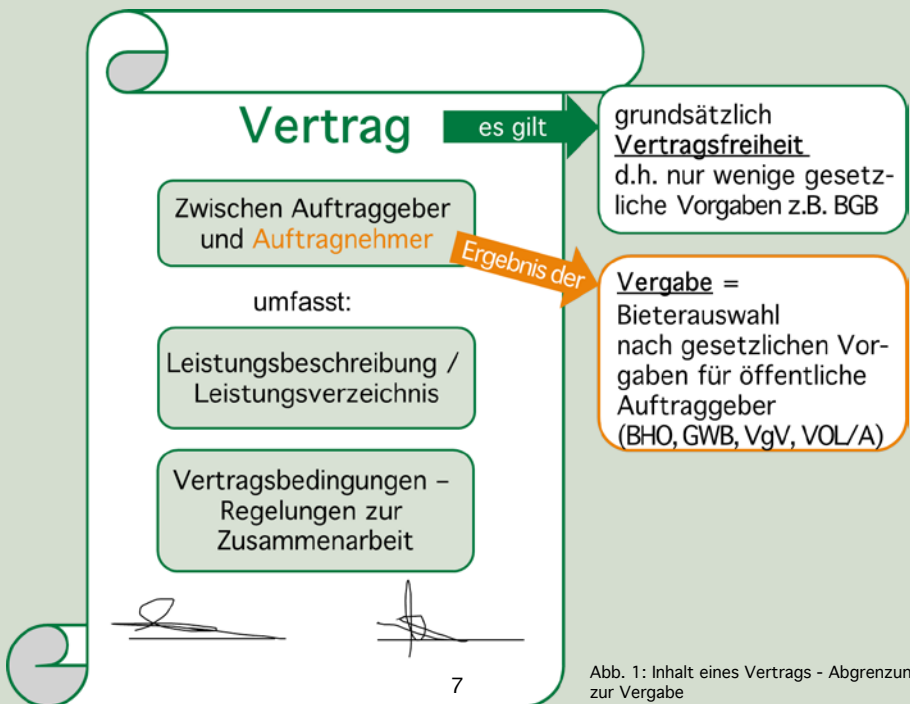 Vertrag
es gilt
grundsätzlich
Vertragsfreiheit
d.h. nur wenige gesetz-
liche Vorgaben z.B. BGB
Zwischen Auftraggeber
und Auftragnehmer
Ergebnis der
Vergabe =
Bieterauswahl
nach gesetzlichen Vor-
gaben für öffentliche
Auftraggeber
(BHO, GWB, VgV, VOL/A)
umfasst:
Leistungsbeschreibung /
Leistungsverzeichnis
Vertragsbedingungen –
Regelungen zur
Zusammenarbeit
7
Abb. 1: Inhalt eines Vertrags - Abgrenzun
zur Vergabe